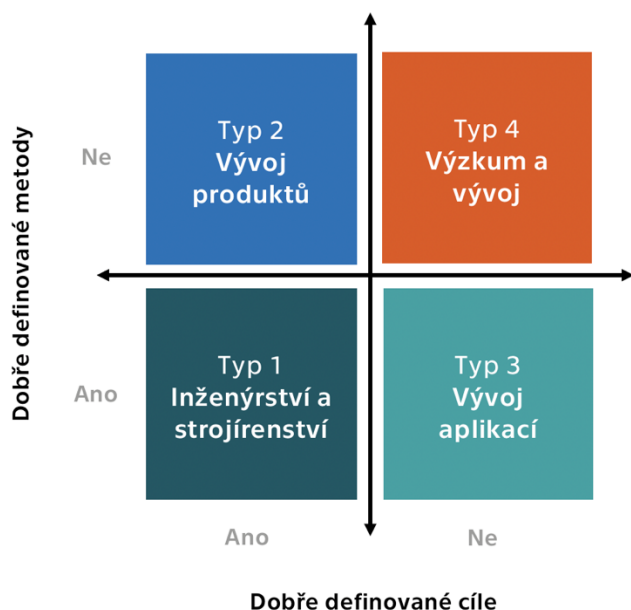 Dobře definované metody
Ne
Typ 2
Vývoj
produktů
Typ 4
Výzkum a
vývoj
Ano
Typ 1
Inženýrství a
strojírenství
Typ 3
Vývoj
aplikací
Ano
Ne
Dobře definované cíle